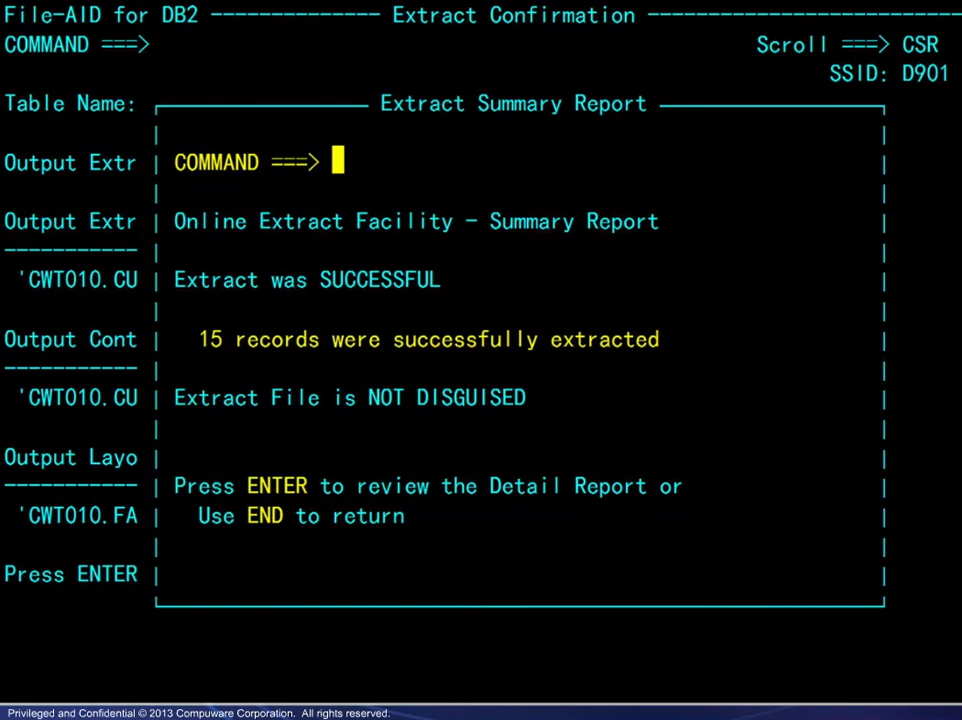 File-AID for DB2 -------------- Extract Confirmation --------------------------
COMMAND ===> Scroll ===> CSR
SSID: D901
Table Name: Extract Summary Report
Output Extr COMMAND ===>
Output Extr Online Extract Facility - Summary Report
-----------
'CWT010.CU Extract was SUCCESSFUL
Output Cont 15 records were successfully extracted
-----------
'CWT010.CU Extract File is NOT DISGUISED
Output Layo
----------- Press ENTER to review the Detail Report or
'CWT010.FA Use END to return
Press ENTER
Privileged and Confidential © 2013 Compuware Corporation. All rights reserved.